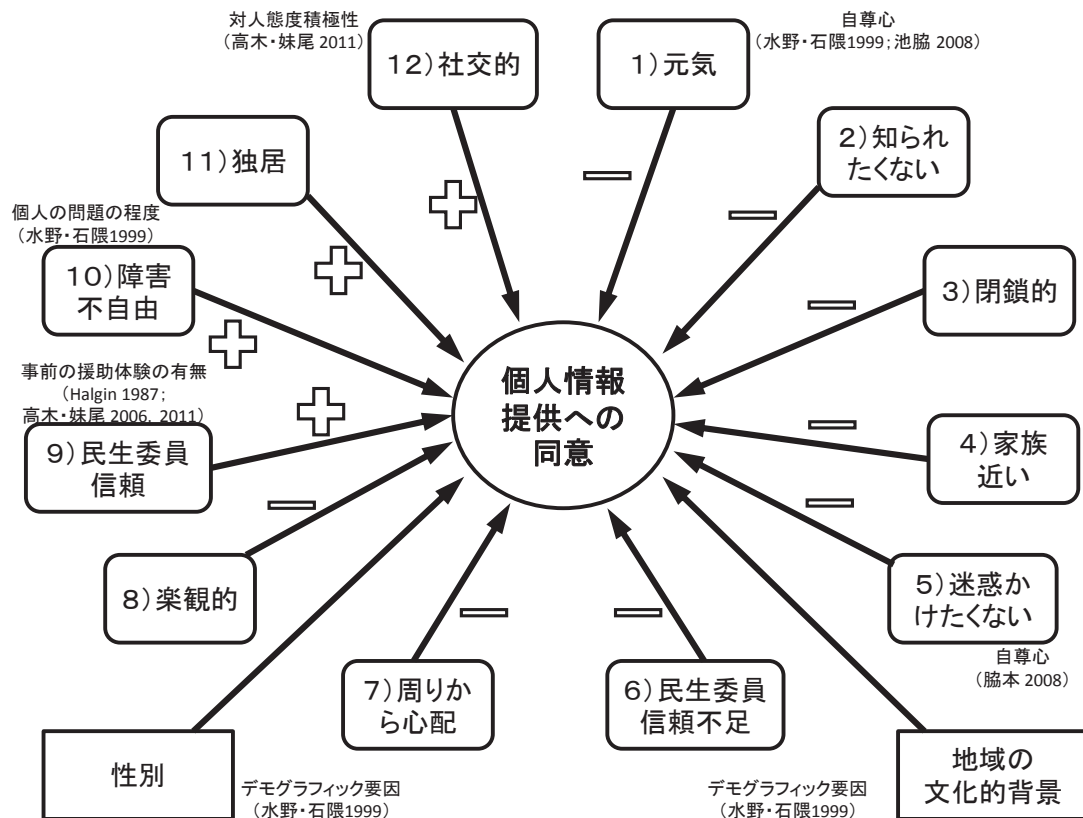 対人態度積極性
（高木・妹尾 2011）
12）社交的
自尊心
（水野・石隈1999；池脇 2008）
1）元気
2）知られ
たくない
11）独居
個人の問題の程度
（水野・石隈1999）
10）障害
不自由
3）閉鎖的
事前の援助体験の有無
（Halgin 1987；
高木・妹尾 2006, 2011）
9）民生委員
信頼
個人情報
提供への
同意
4）家族
近い
8）楽観的
5）迷惑か
けたくない
自尊心
（脇本 2008）
7）周りか
ら心配
6）民生委員
信頼不足
性別
デモグラフィック要因
（水野・石隈1999）
デモグラフィック要因
（水野・石隈1999）
地域の
文化的背景